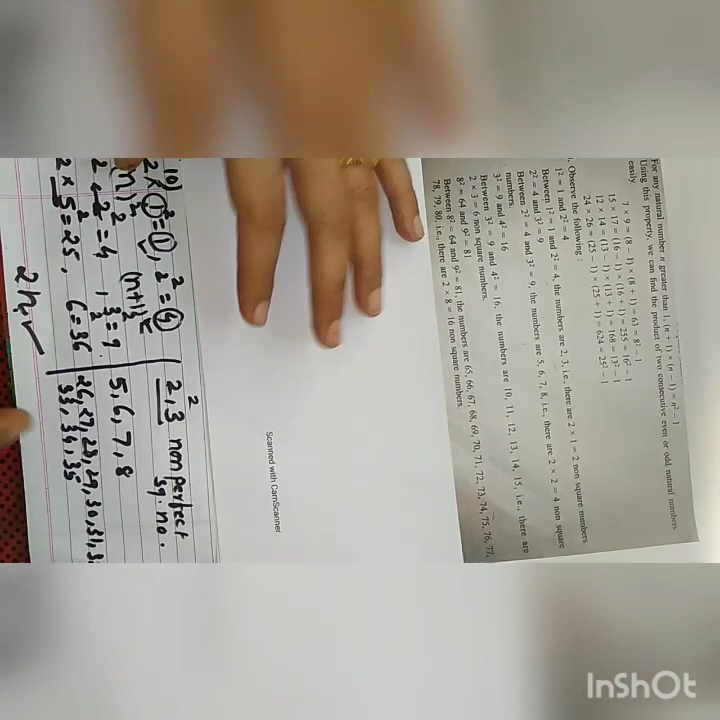 For any natural number n greater than 1, (n + 1) × (n − 1) = n² − 1
Using this property, we can find the product of two consecutive even or odd natural numbers
easily.
7 × 9 = (8 − 1) × (8 + 1) = 63 = 8² − 1
15 × 17 = (16 − 1) × (16 + 1) = 255 = 16² − 1
12 × 14 = (13 − 1) × (13 + 1) = 168 = 13² − 1
24 × 26 = (25 − 1) × (25 + 1) = 624 = 25² − 1
Observe the following :
1² = 1 and 2² = 4
Between 1² = 1 and 2² = 4, the numbers are 2, 3, i.e., there are 2 × 1 = 2 non square numbers.
2² = 4 and 3² = 9
Between 2² = 4 and 3² = 9, the numbers are 5, 6, 7, 8, i.e., there are 2 × 2 = 4 non square
numbers.
3² = 9 and 4² = 16
Between 3² = 9 and 4² = 16, the numbers are 10, 11, 12, 13, 14, 15, i.e., there are
2 × 3 = 6 non square numbers.
8² = 64 and 9² = 81
Between 8² = 64 and 9² = 81, the numbers are 65, 66, 67, 68, 69, 70, 71, 72, 73, 74, 75, 76, 77,
78, 79, 80, i.e., there are 2 × 8 = 16 non square numbers.
Scanned with CamScanner
10)
2 × 1² = 1, 2² = 4 2, 3 non perfect
sq. no.
(n)² (n+1)²
2² = 4, 3² = 9. 5, 6, 7, 8
2 × 5² = 25, 6² = 36 26, 27, 28, 29, 30, 31, 32
33, 34, 35
2n
InShOt